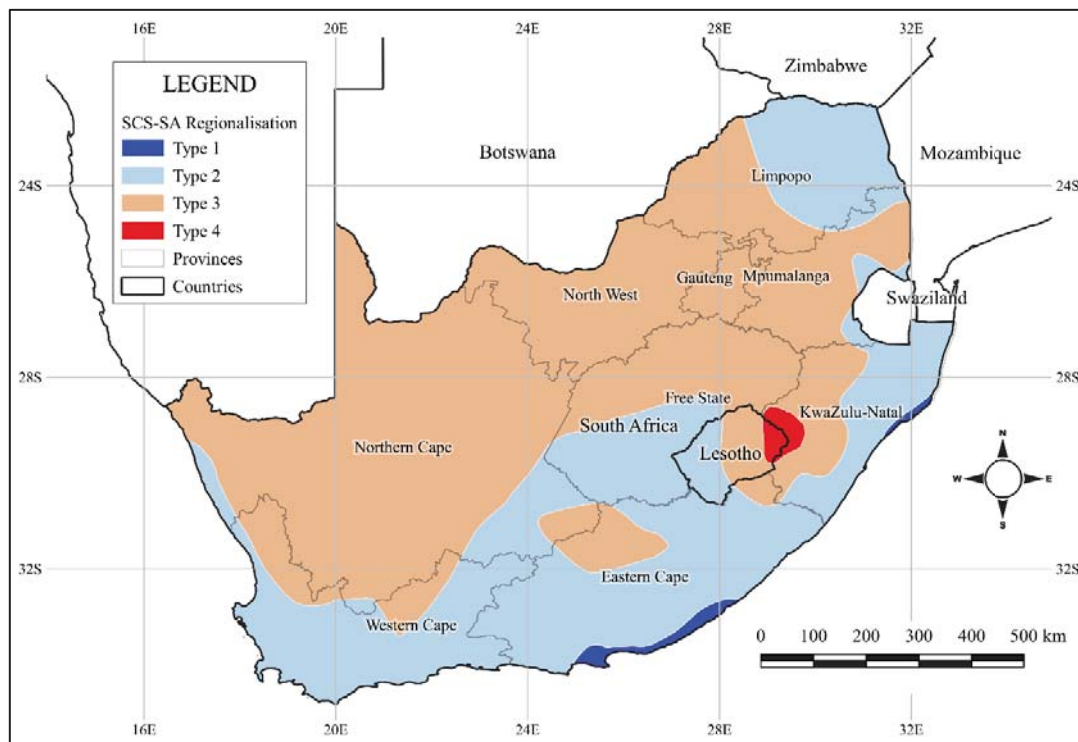 16E 20E 24E 28E 32E
LEGEND
SCS-SA Regionalisation
Type 1
Type 2
Type 3
Type 4
Provinces
Countries
Zimbabwe
Botswana
Mozambique
24S
24S
Limpopo
Gauteng
Mpumalanga
North West
Swaziland
28S
28S
Free State
KwaZulu-Natal
South Africa
Northern Cape
Lesotho
N
W
E
S
32S
32S
Eastern Cape
Western Cape
0 100 200 300 400 500 km
16E 20E 24E 28E 32E